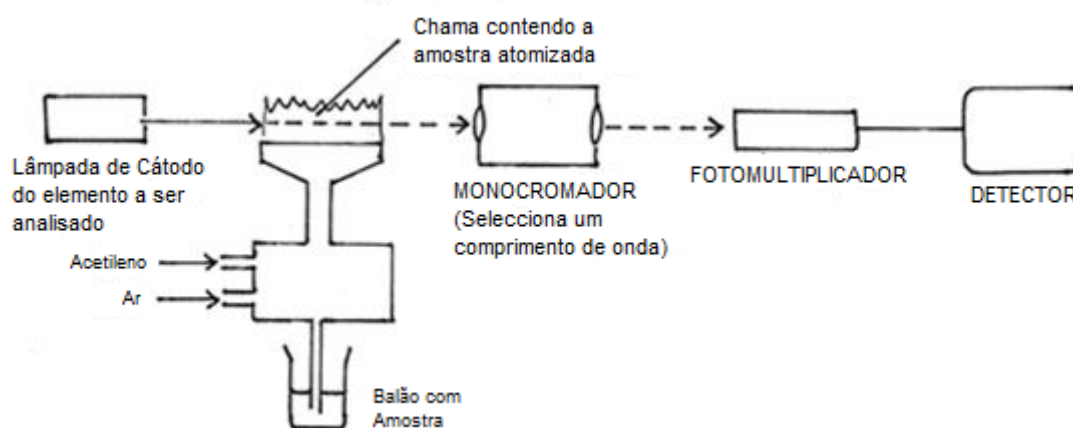 Chama contendo a
amostra atomizada
Lâmpada de Cátodo
do elemento a ser
analisado
MONOCROMADOR
(Selecciona um
comprimento de onda)
FOTOMULTIPLICADOR
DETECTOR
Acetileno
Ar
Balão com
Amostra